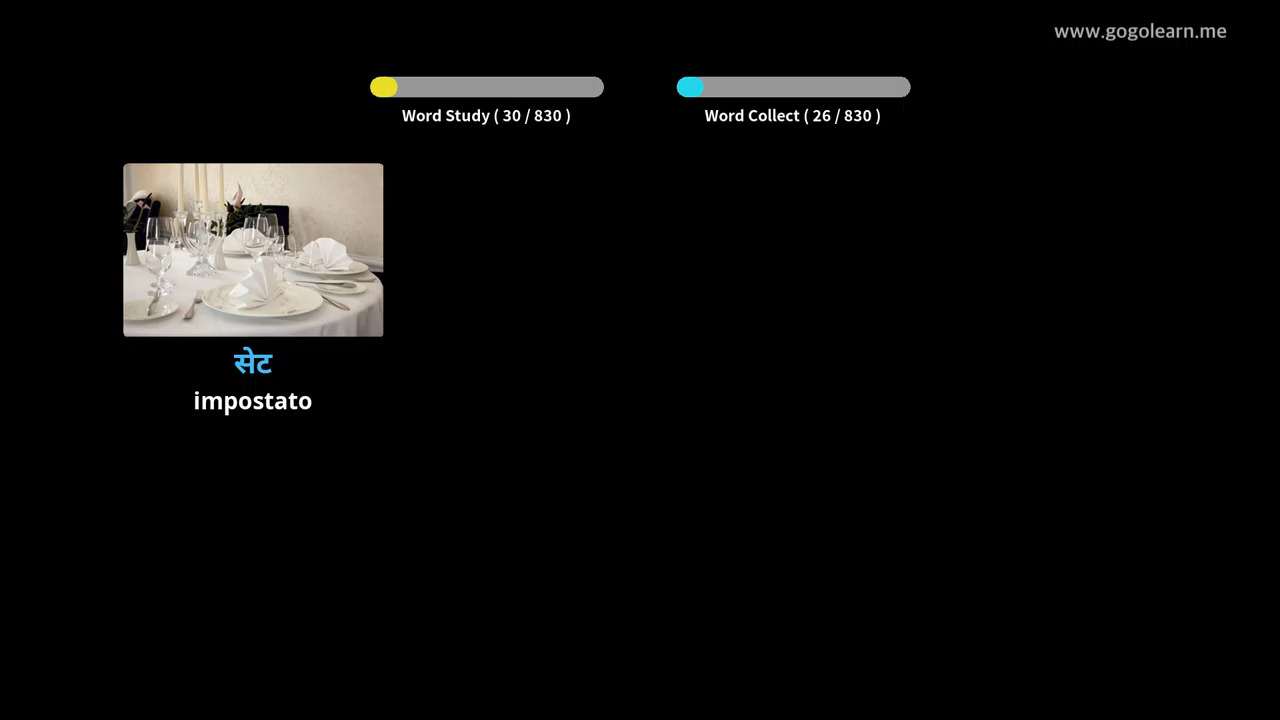 www.gogolearn.me
Word Study ( 30 / 830 )
Word Collect ( 26 / 830 )
सेट
impostato